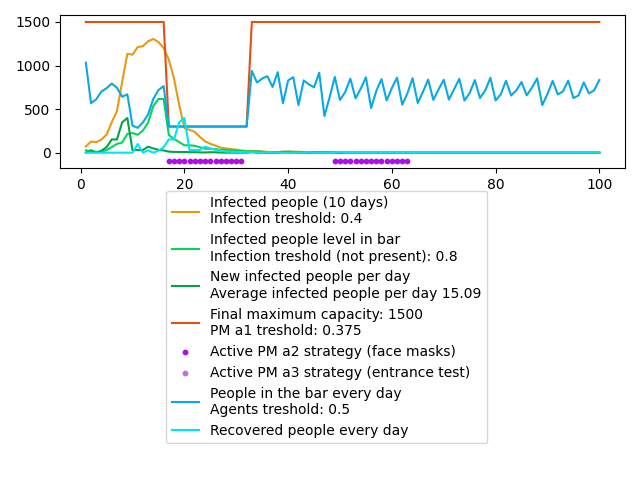 1500
1000
500
0
0 20 40 60 80 100
Infected people (10 days)
Infection treshold: 0.4
Infected people level in bar
Infection treshold (not present): 0.8
New infected people per day
Average infected people per day 15.09
Final maximum capacity: 1500
PM a1 treshold: 0.375
Active PM a2 strategy (face masks)
Active PM a3 strategy (entrance test)
People in the bar every day
Agents treshold: 0.5
Recovered people every day